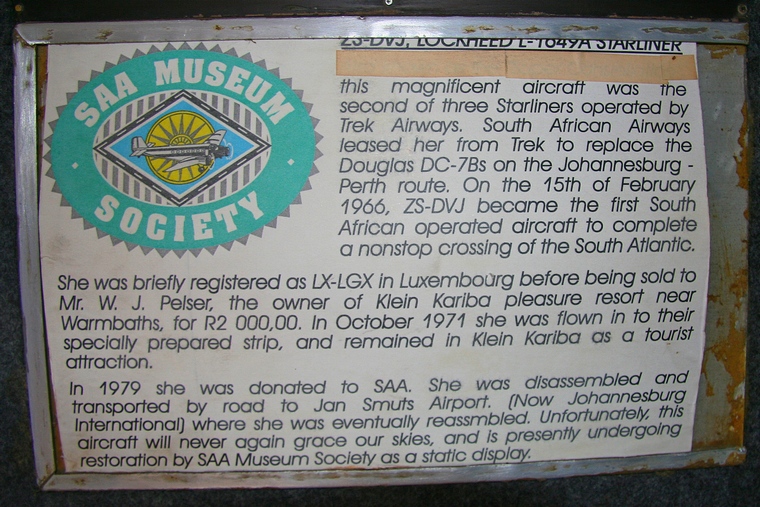 SAA MUSEUM
SOCIETY
ZS-DVJ, LOCKHEED L-1649A STARLINER
this magnificent aircraft was the
second of three Starliners operated by
Trek Airways. South African Airways
leased her from Trek to replace the
Douglas DC-7Bs on the Johannesburg -
Perth route. On the 15th of February
1966, ZS-DVJ became the first South
African operated aircraft to complete
a nonstop crossing of the South Atlantic.
She was briefly registered as LX-LGX in Luxembourg before being sold to
Mr. W. J. Pelser, the owner of Klein Kariba pleasure resort near
Warmbaths, for R2 000,00. In October 1971 she was flown in to their
specially prepared strip, and remained in Klein Kariba as a tourist
attraction.
In 1979 she was donated to SAA. She was disassembled and
transported by road to Jan Smuts Airport. (Now Johannesburg
International) where she was eventually reassmbled. Unfortunately, this
aircraft will never again grace our skies, and is presently undergoing
restoration by SAA Museum Society as a static display.